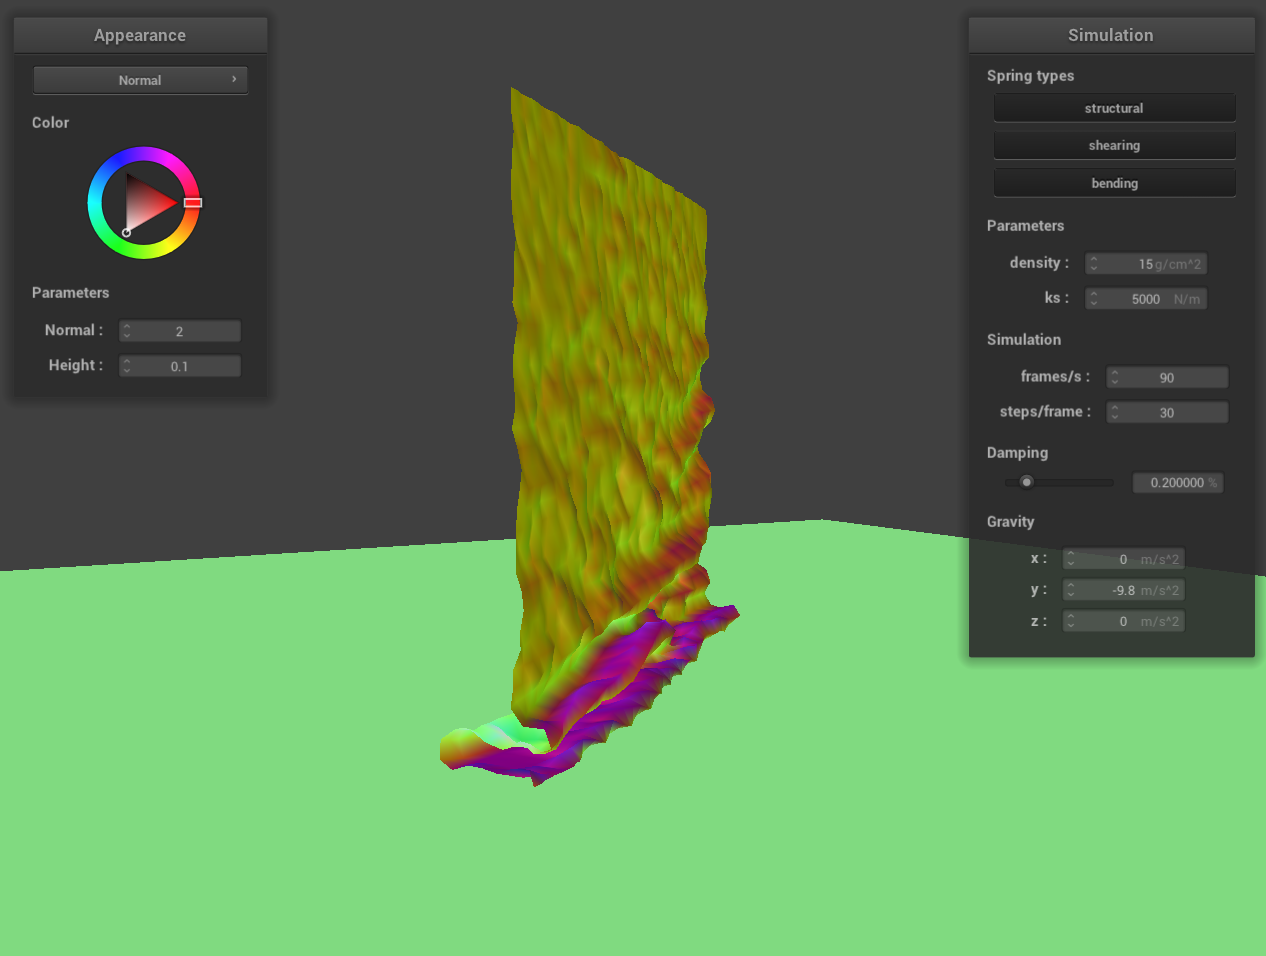 Appearance
Normal
Color
Parameters
Normal : 2
Height : 0.1
Simulation
Spring types
structural
shearing
bending
Parameters
density : 15 g/cm^2
ks : 5000 N/m
Simulation
frames/s : 90
steps/frame : 30
Damping
0.200000 %
Gravity
x : 0 m/s^2
y : -9.8 m/s^2
z : 0 m/s^2